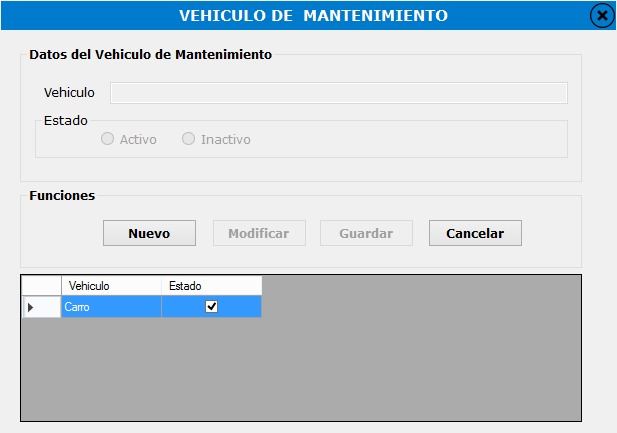 VEHICULO DE MANTENIMIENTO
Datos del Vehiculo de Mantenimiento
Vehiculo
Estado
Activo Inactivo
Funciones
Nuevo Modificar Guardar Cancelar
Vehiculo Estado
Carro